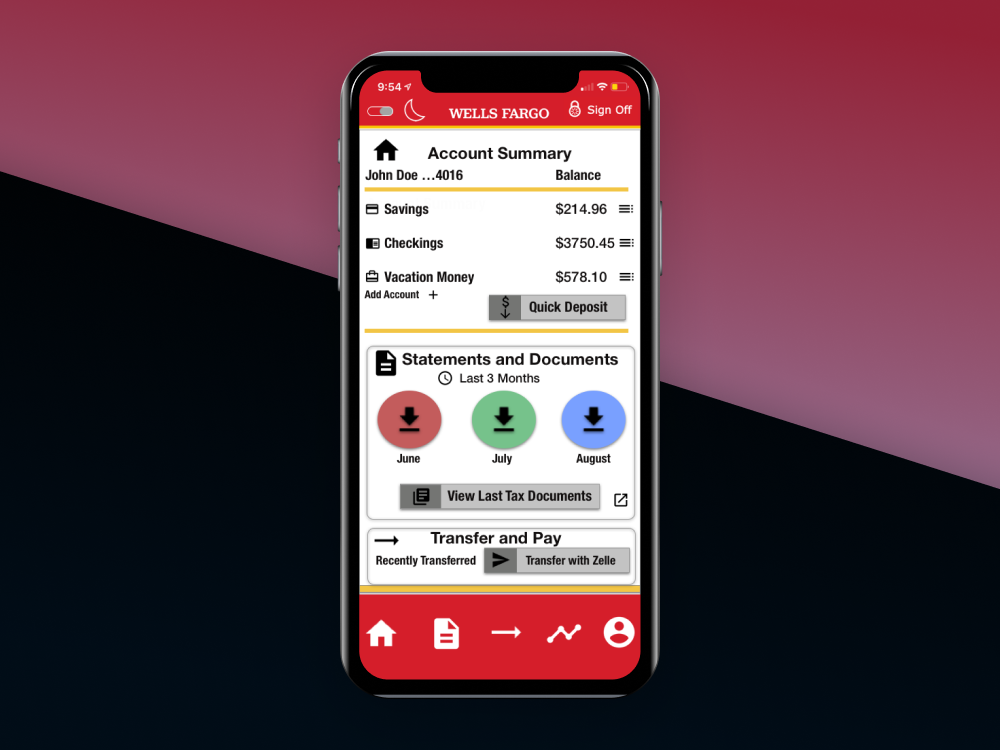 9:54
WELLS FARGO
Sign Off
Account Summary
John Doe ...4016
Balance
Savings
$214.96
Checkings
$3750.45
Vacation Money
$578.10
Add Account +
$
Quick Deposit
Statements and Documents
Last 3 Months
June
July
August
View Last Tax Documents
Transfer and Pay
Recently Transferred
Transfer with Zelle